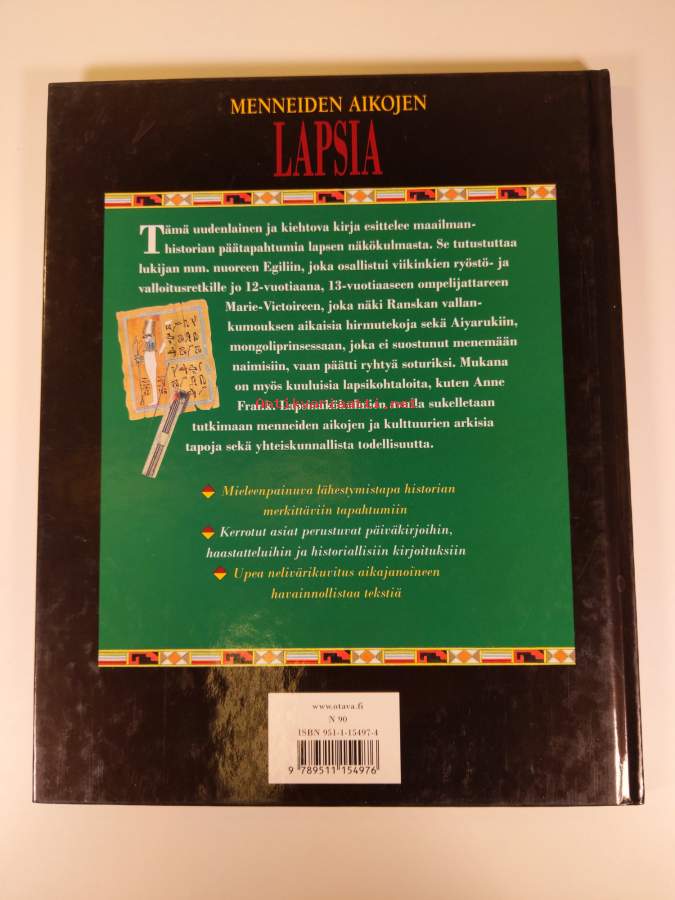 MENNEIDEN AIKOJEN
LAPSIA
Tämä uudenlainen ja kiehtova kirja esittelee maailman-
historian päätapahtumia lapsen näkökulmasta. Se tutustuttaa
lukijan mm. nuoreen Egiliin, joka osallistui viikinkien ryöstö- ja
valloitusretkille jo 12-vuotiaana, 13-vuotiaaseen ompelijattareen
Marie-Victoireen, joka näki Ranskan vallan-
kumouksen aikaisia hirmutekoja sekä Aiyarukiin,
mongoliprinsessaan, joka ei suostunut menemään
naimisiin, vaan päätti ryhtyä soturiksi. Mukana
on myös kuuluisia lapsikohtaloita, kuten Anne
sukelletaan
Antikvariaatti.net
tutkimaan menneiden aikojen ja kulttuurien arkisia
tapoja sekä yhteiskunnallista todellisuutta.
Mieleenpainuva lähestymistapa historian
merkittäviin tapahtumiin
Kerrotut asiat perustuvat päiväkirjoihin,
haastatteluihin ja historiallisiin kirjoituksiin
Upea nelivärikuvitus aikajanoineen
havainnollistaa tekstiä
www.otava.fi
N 90
ISBN 951-1-15497-4
9 789511 154976